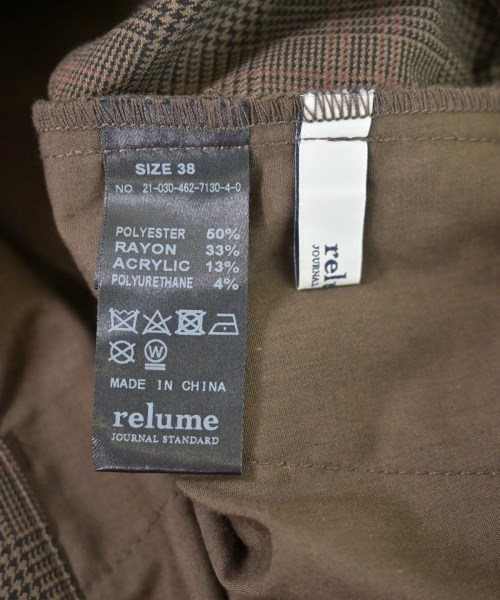 SIZE 38
NO 21-030-462-7130-4-0
POLYESTER 50%
RAYON 33%
ACRYLIC 13%
POLYURETHANE 4%
W
MADE IN CHINA
relume
JOURNAL STANDARD
relu
JOURNAL